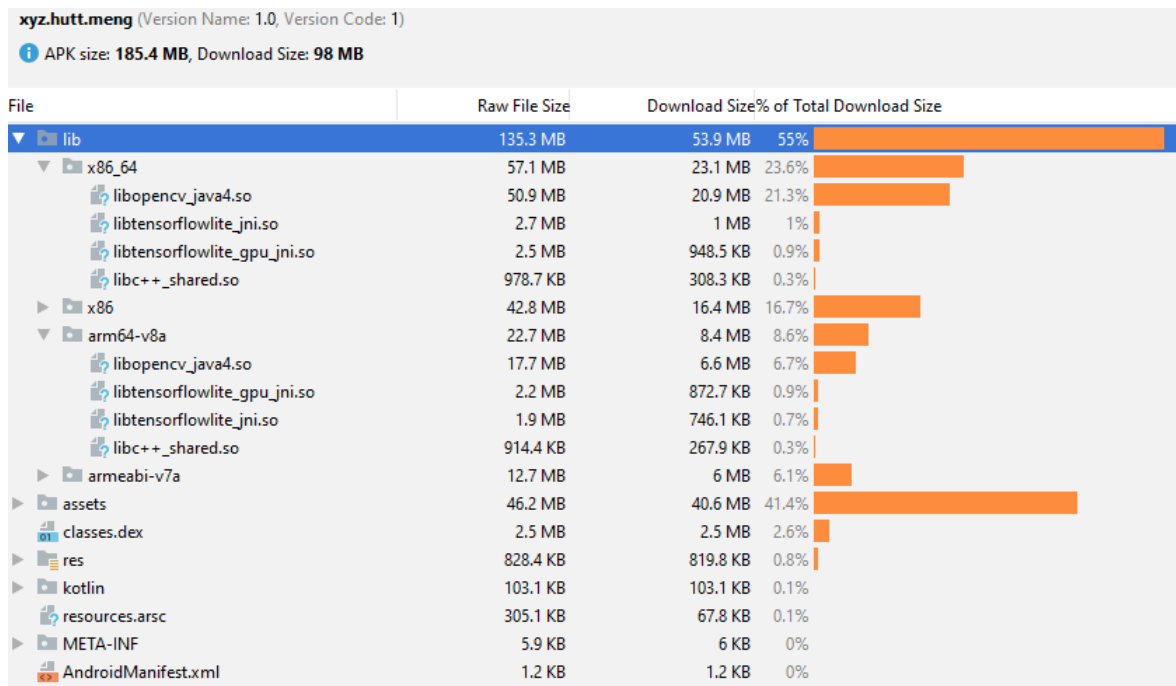 xyz.hutt.meng (Version Name: 1.0, Version Code: 1)
APK size: 185.4 MB, Download Size: 98 MB
File Raw File Size Download Size % of Total Download Size
lib 135.3 MB 53.9 MB 55%
x86_64 57.1 MB 23.1 MB 23.6%
libopencv_java4.so 50.9 MB 20.9 MB 21.3%
libtensorflowlite_jni.so 2.7 MB 1 MB 1%
libtensorflowlite_gpu_jni.so 2.5 MB 948.5 KB 0.9%
libc++_shared.so 978.7 KB 308.3 KB 0.3%
x86 42.8 MB 16.4 MB 16.7%
arm64-v8a 22.7 MB 8.4 MB 8.6%
libopencv_java4.so 17.7 MB 6.6 MB 6.7%
libtensorflowlite_gpu_jni.so 2.2 MB 872.7 KB 0.9%
libtensorflowlite_jni.so 1.9 MB 746.1 KB 0.7%
libc++_shared.so 914.4 KB 267.9 KB 0.3%
armeabi-v7a 12.7 MB 6 MB 6.1%
assets 46.2 MB 40.6 MB 41.4%
classes.dex 2.5 MB 2.5 MB 2.6%
res 828.4 KB 819.8 KB 0.8%
kotlin 103.1 KB 103.1 KB 0.1%
resources.arsc 305.1 KB 67.8 KB 0.1%
META-INF 5.9 KB 6 KB 0%
AndroidManifest.xml 1.2 KB 1.2 KB 0%